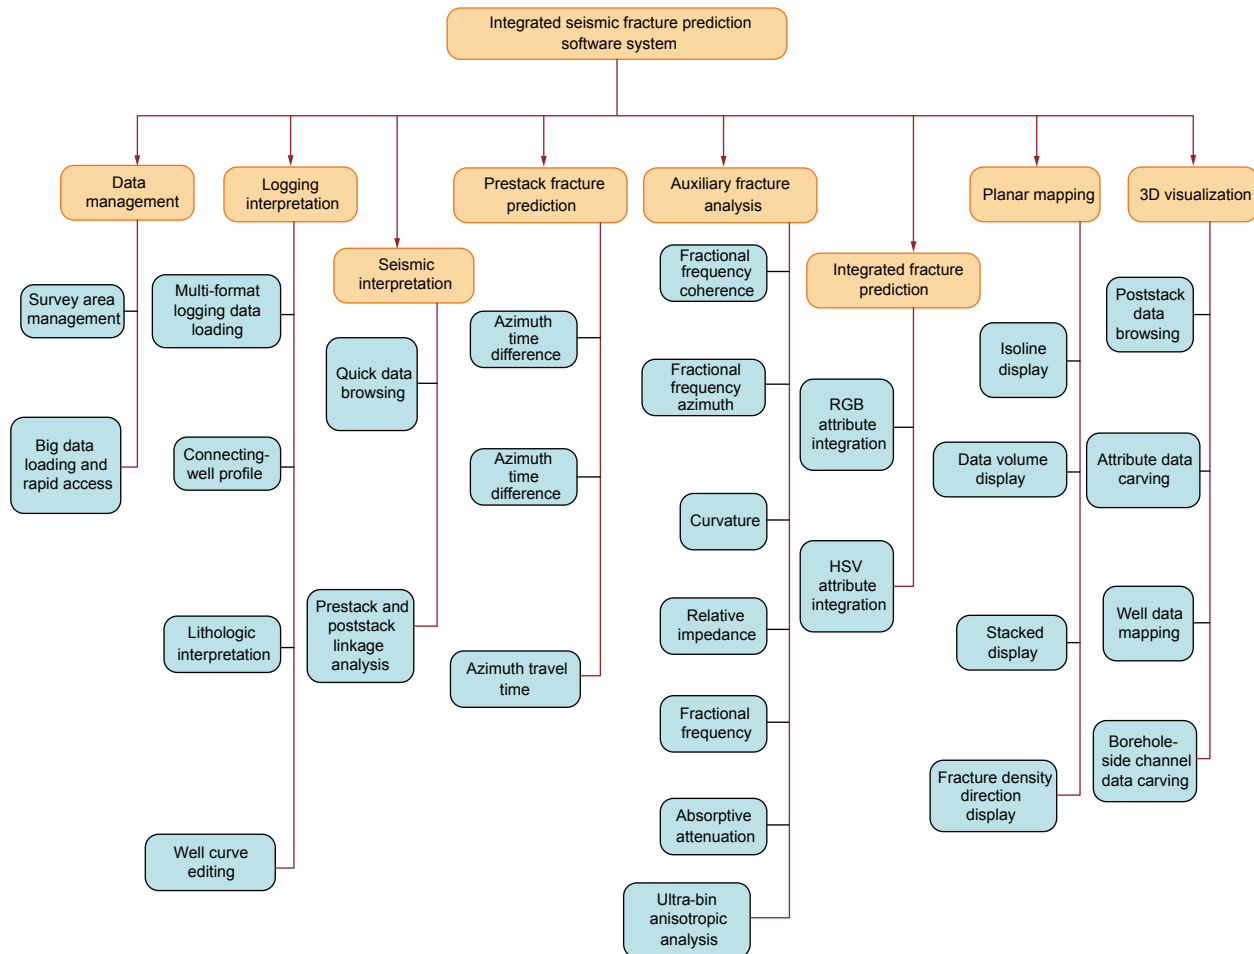 Integrated seismic fracture prediction
software system
Data
management
Survey area
management
Big data
loading and
rapid access
Logging
interpretation
Multi-format
logging data
loading
Connecting-
well profile
Lithologic
interpretation
Well curve
editing
Seismic
interpretation
Quick data
browsing
Prestack and
poststack
linkage
analysis
Prestack fracture
prediction
Azimuth
time
difference
Azimuth
time
difference
Azimuth travel
time
Auxiliary fracture
analysis
Fractional
frequency
coherence
Fractional
frequency
azimuth
Curvature
Relative
impedance
Fractional
frequency
Absorptive
attenuation
Ultra-bin
anisotropic
analysis
Integrated fracture
prediction
RGB
attribute
integration
HSV
attribute
integration
Planar mapping
Isoline
display
Data volume
display
Stacked
display
Fracture density
direction
display
3D visualization
Poststack
data
browsing
Attribute data
carving
Well data
mapping
Borehole-
side channel
data carving